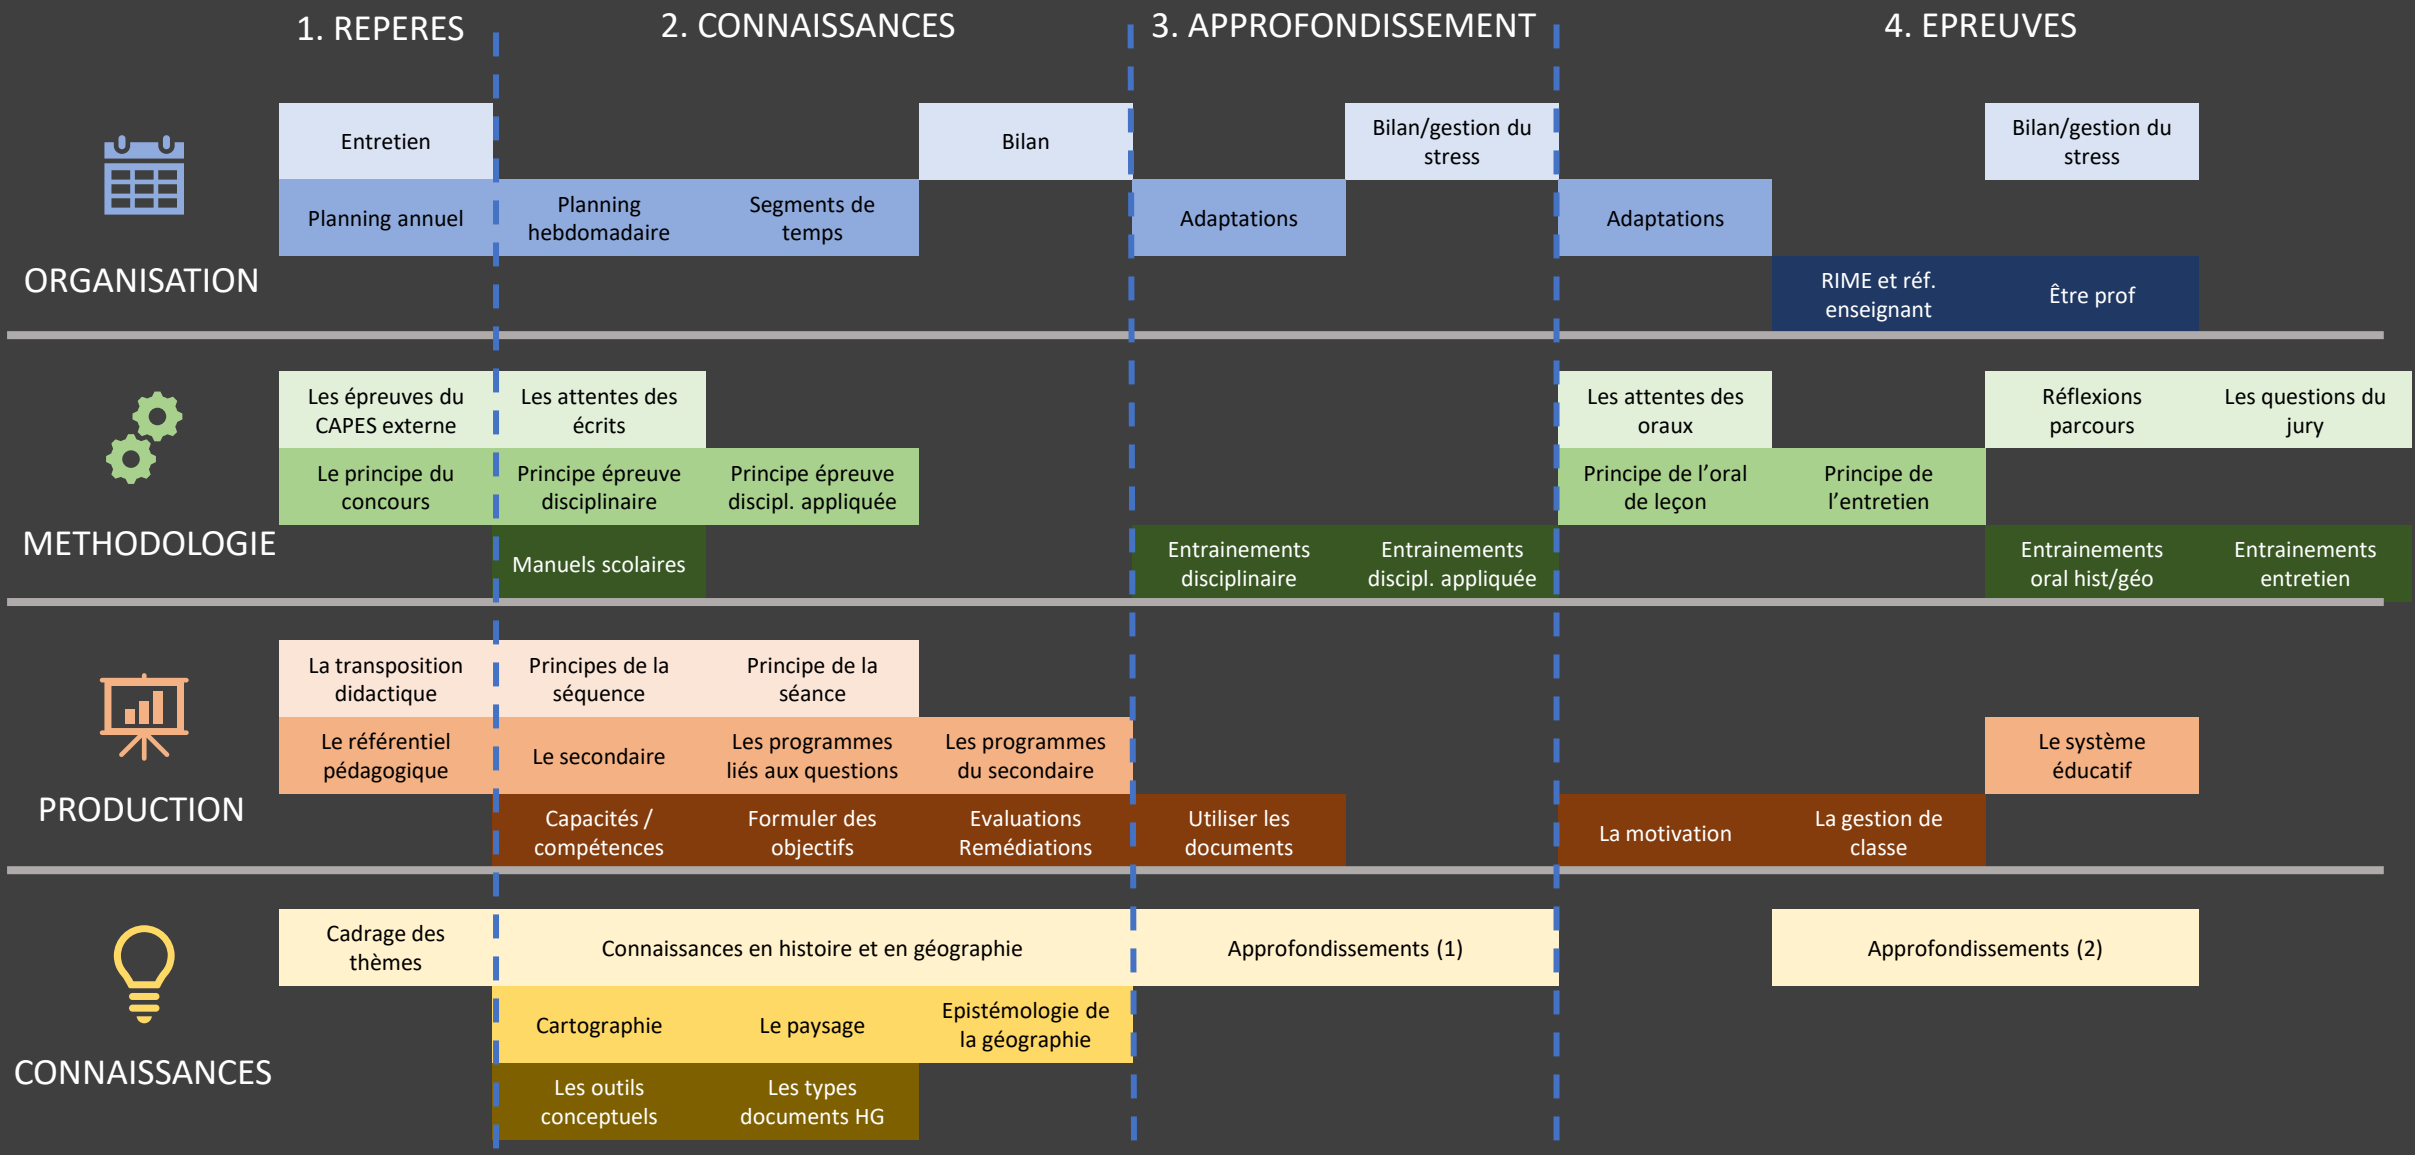 1. REPERES
2. CONNAISSANCES
3. APPROFONDISSEMENT
4. EPREUVES
ORGANISATION
Entretien
Bilan
Bilan/gestion du
stress
Bilan/gestion du
stress
Planning annuel
Planning
hebdomadaire
Segments de
temps
Adaptations
Adaptations
RIME et réf.
enseignant
Être prof
METHODOLOGIE
Les épreuves du
CAPES externe
Les attentes des
écrits
Les attentes des
oraux
Réflexions
parcours
Les questions du
jury
Le principe du
concours
Principe épreuve
disciplinaire
Principe épreuve
discipl. appliquée
Principe de l’oral
de leçon
Principe de
l’entretien
Manuels scolaires
Entrainements
disciplinaire
Entrainements
discipl. appliquée
Entrainements
oral hist/géo
Entrainements
entretien
PRODUCTION
La transposition
didactique
Principes de la
séquence
Principe de la
séance
Le référentiel
pédagogique
Le secondaire
Les programmes
liés aux questions
Les programmes
du secondaire
Le système
éducatif
Capacités /
compétences
Formuler des
objectifs
Evaluations
Remédiations
Utiliser les
documents
La motivation
La gestion de
classe
CONNAISSANCES
Cadrage des
thèmes
Connaissances en histoire et en géographie
Approfondissements (1)
Approfondissements (2)
Cartographie
Le paysage
Epistémologie de
la géographie
Les outils
conceptuels
Les types
documents HG